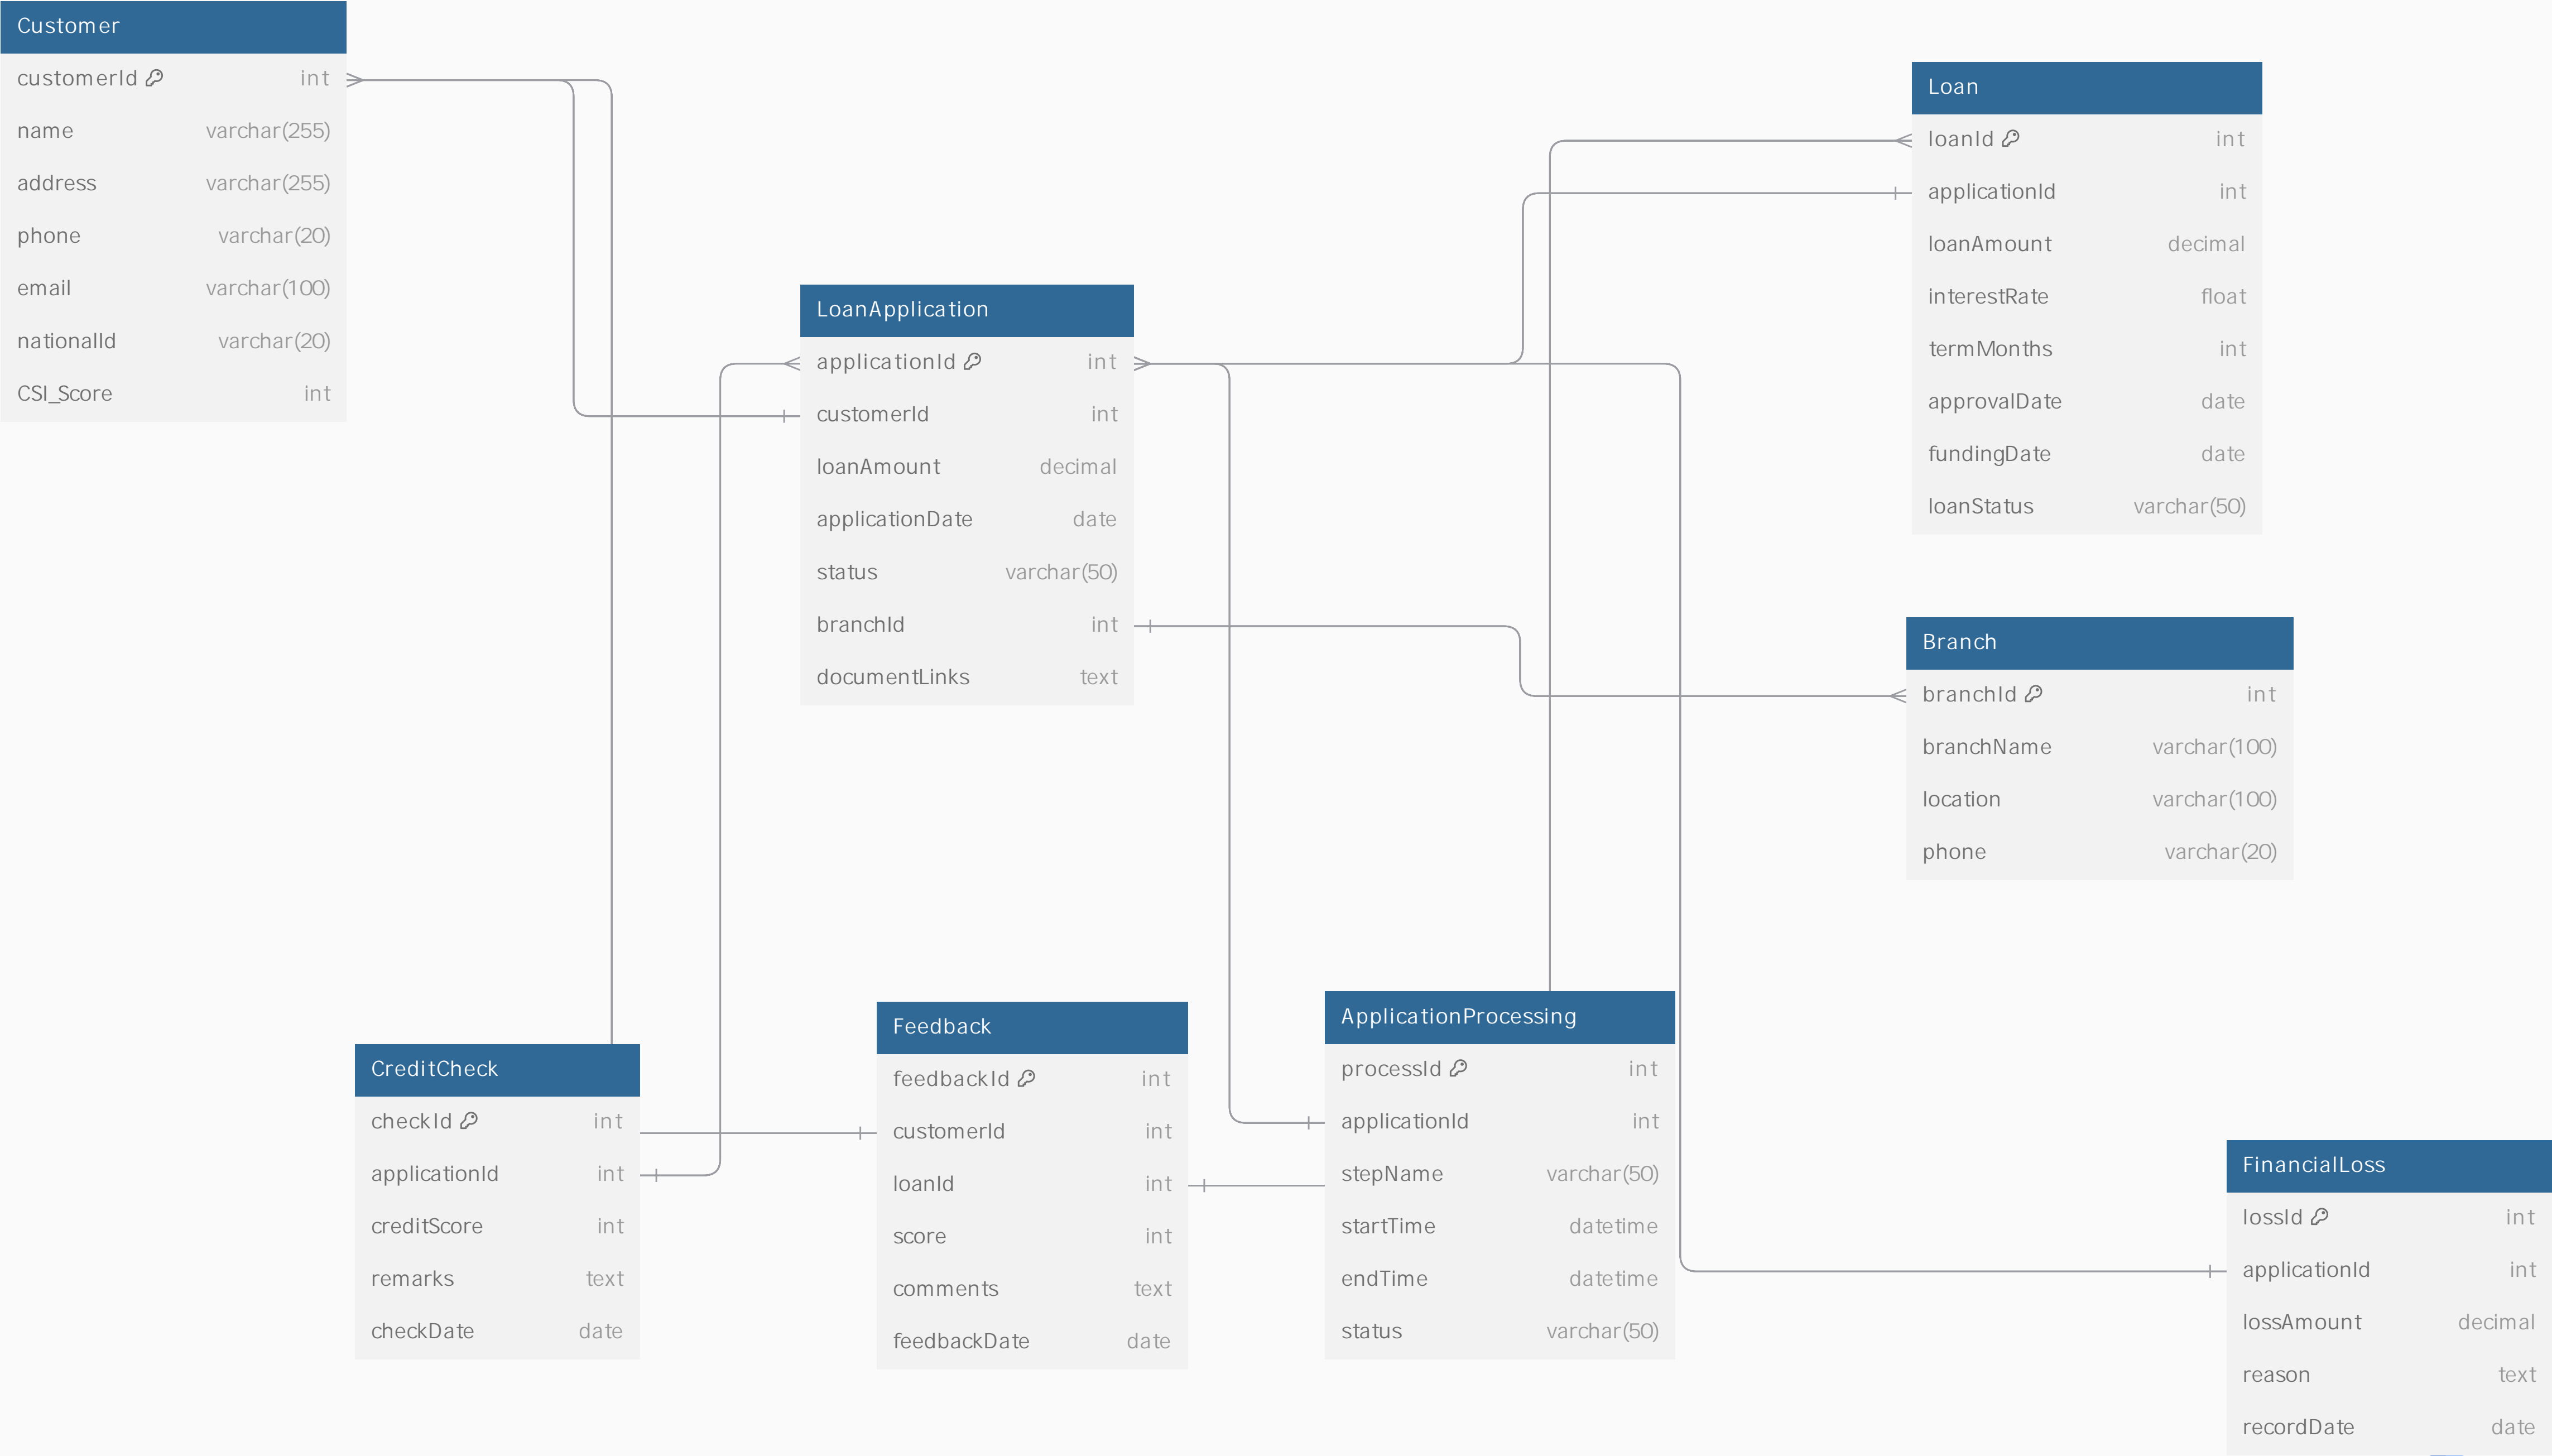 Customer
customerId int
name varchar(255)
address varchar(255)
phone varchar(20)
email varchar(100)
nationalId varchar(20)
CSI_Score int
Loan
loanId int
applicationId int
loanAmount decimal
interestRate float
termMonths int
approvalDate date
fundingDate date
loanStatus varchar(50)
LoanApplication
applicationId int
customerId int
loanAmount decimal
applicationDate date
status varchar(50)
branchId int
documentLinks text
Branch
branchId int
branchName varchar(100)
location varchar(100)
phone varchar(20)
CreditCheck
checkId int
applicationId int
creditScore int
remarks text
checkDate date
Feedback
feedbackId int
customerId int
loanId int
score int
comments text
feedbackDate date
ApplicationProcessing
processId int
applicationId int
stepName varchar(50)
startTime datetime
endTime datetime
status varchar(50)
FinancialLoss
lossId int
applicationId int
lossAmount decimal
reason text
recordDate date